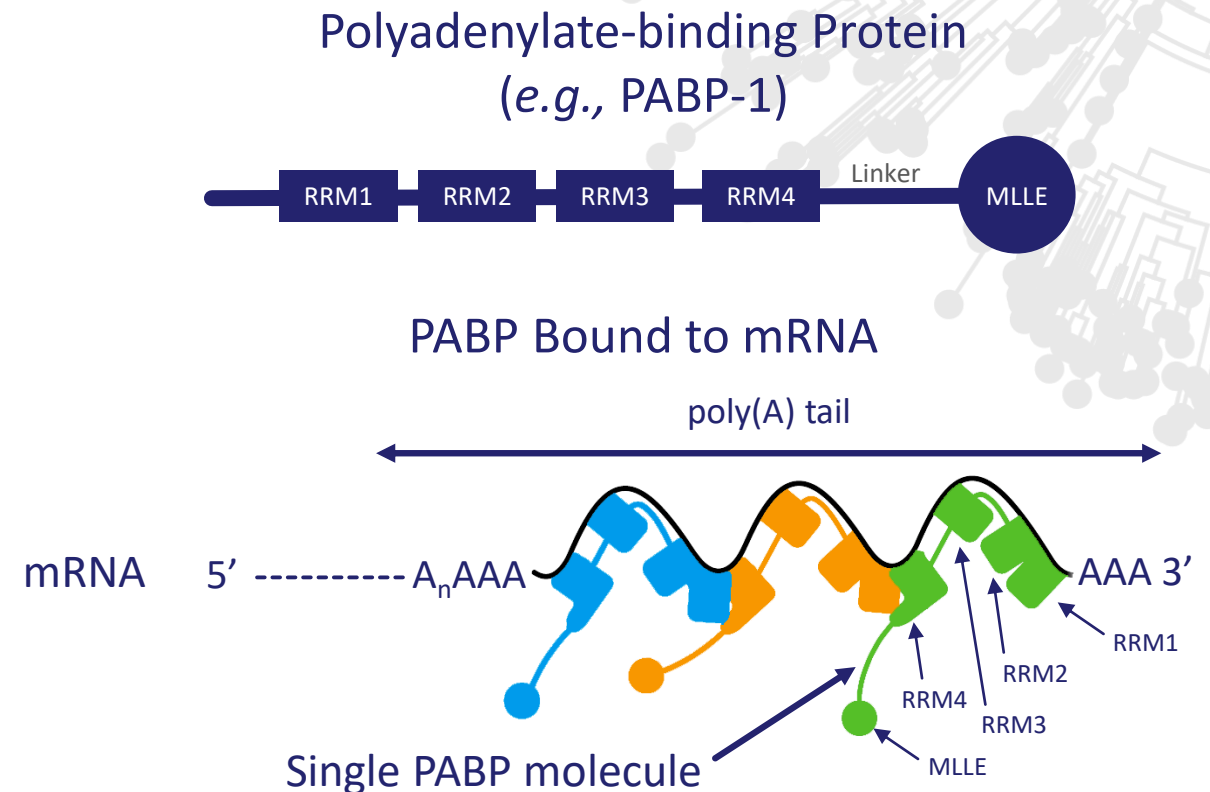 Polyadenylate-binding Protein
(e.g., PABP-1)
RRM1 RRM2 RRM3 RRM4 Linker MLLE
PABP Bound to mRNA
poly(A) tail
mRNA 5’ ---------- AₙAAA AAA 3’
RRM1
RRM2
RRM4
RRM3
MLLE
Single PABP molecule